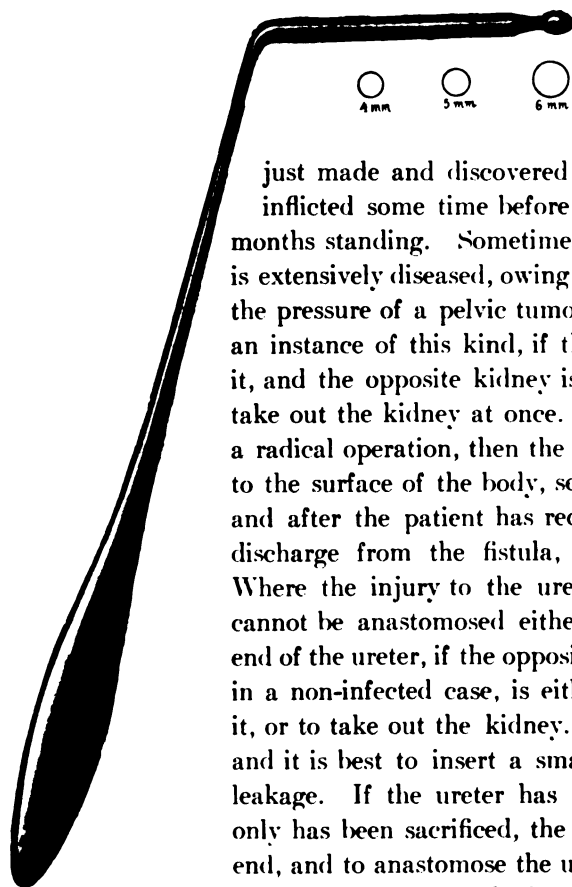 4 mm 5 mm 6 mm
just made and discovered
inflicted some time before
months standing. Sometime
is extensively diseased, owing
the pressure of a pelvic tumo
an instance of this kind, if t
it, and the opposite kidney is
take out the kidney at once.
a radical operation, then the
to the surface of the body, so
and after the patient has rec
discharge from the fistula,
Where the injury to the ure
cannot be anastomosed eithe
end of the ureter, if the opposi
in a non-infected case, is eit
it, or to take out the kidney.
and it is best to insert a sma
leakage. If the ureter has
only has been sacrificed, the
end, and to anastomose the u